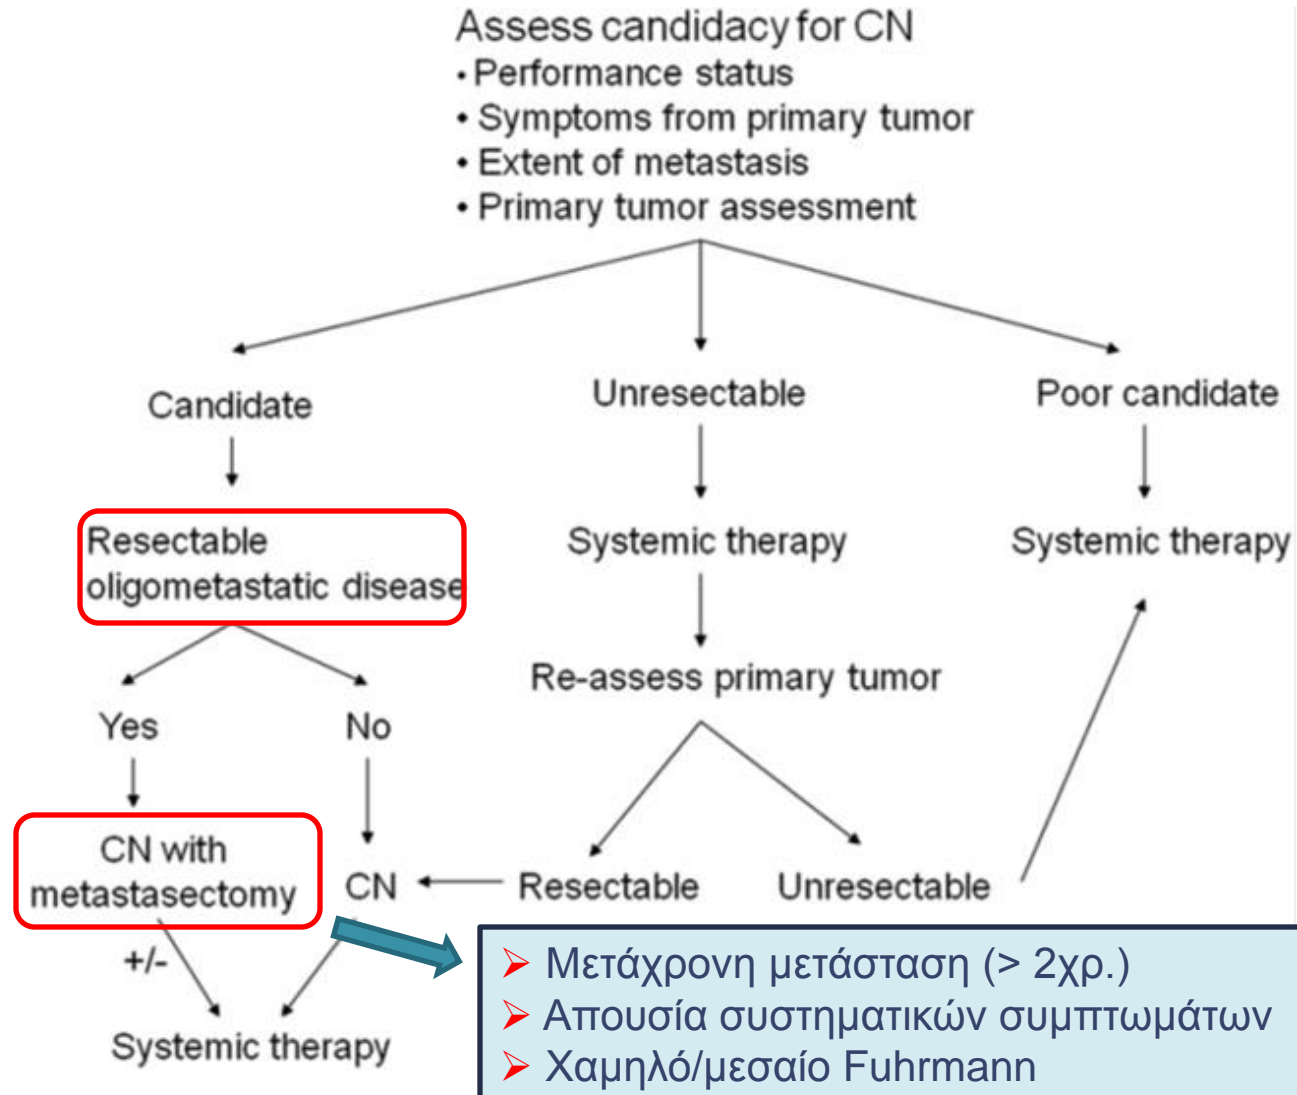 Assess candidacy for CN
• Performance status
• Symptoms from primary tumor
• Extent of metastasis
• Primary tumor assessment
Candidate
Unresectable
Poor candidate
Resectable
oligometastatic disease
Systemic therapy
Systemic therapy
Re-assess primary tumor
Yes
No
CN with
metastasectomy
CN
Resectable
Unresectable
+/-
Systemic therapy
➢ Μετάχρονη μετάσταση (> 2χρ.)
➢ Απουσία συστηματικών συμπτωμάτων
➢ Χαμηλό/μεσαίο Fuhrmann